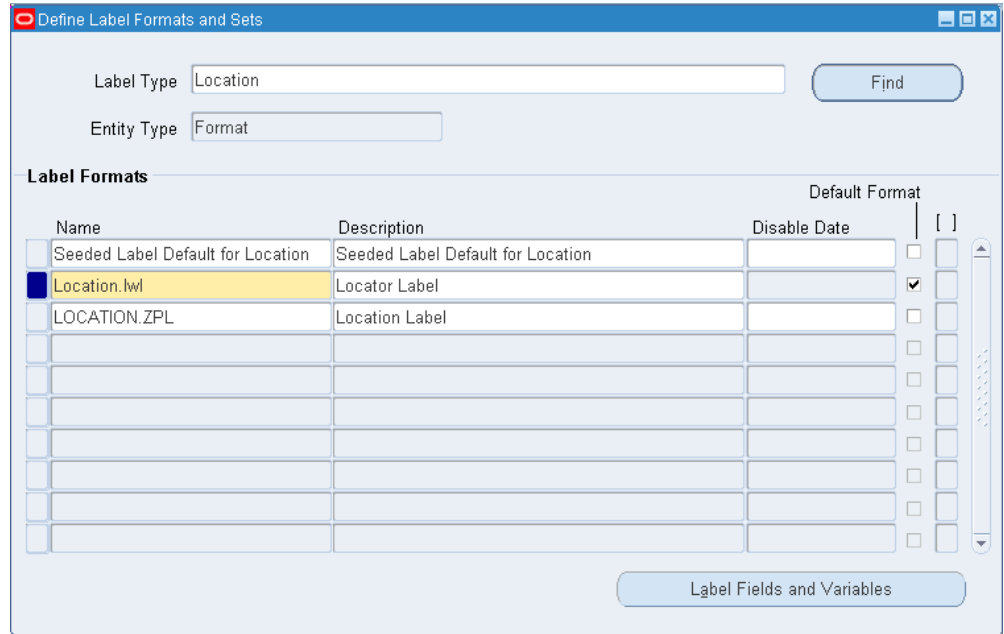 Define Label Formats and Sets
Label Type Location Find
Entity Type Format
Label Formats
Default Format
Name Description Disable Date [ ]
Seeded Label Default for Location Seeded Label Default for Location
Location.lwl Locator Label
LOCATION.ZPL Location Label
Label Fields and Variables